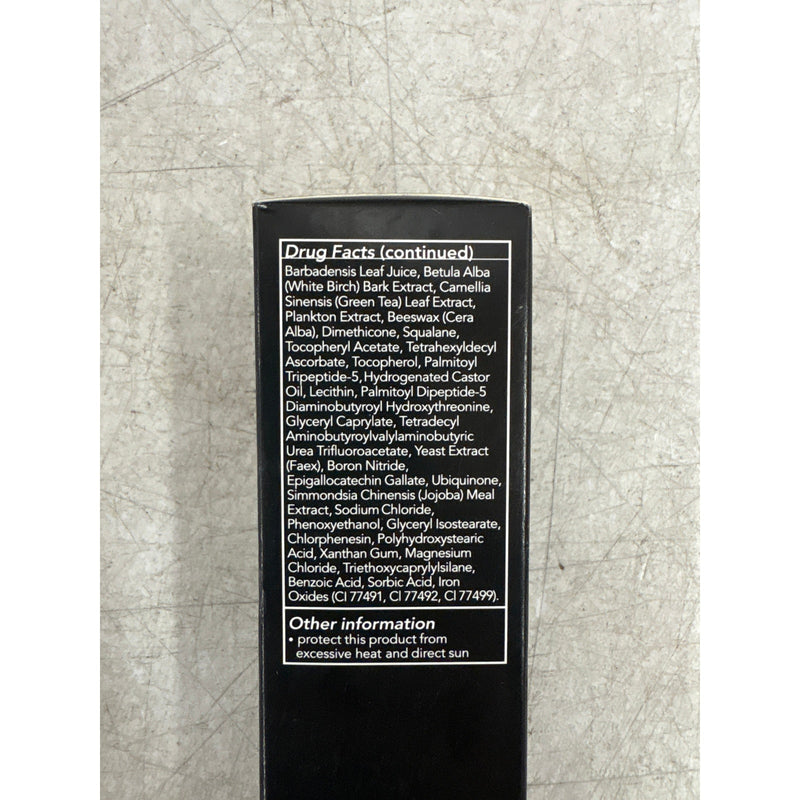 Drug Facts (continued)
Barbadensis Leaf Juice, Betula Alba
(White Birch) Bark Extract, Camellia
Sinensis (Green Tea) Leaf Extract,
Plankton Extract, Beeswax (Cera
Alba), Dimethicone, Squalane,
Tocopheryl Acetate, Tetrahexyldecyl
Ascorbate, Tocopherol, Palmitoyl
Tripeptide-5, Hydrogenated Castor
Oil, Lecithin, Palmitoyl Dipeptide-5
Diaminobutyroyl Hydroxythreonine,
Glyceryl Caprylate, Tetradecyl
Aminobutyroylvalylaminobutyric
Urea Trifluoroacetate, Yeast Extract
(Faex), Boron Nitride,
Epigallocatechin Gallate, Ubiquinone,
Simmondsia Chinensis (Jojoba) Meal
Extract, Sodium Chloride,
Phenoxyethanol, Glyceryl Isostearate,
Chlorphenesin, Polyhydroxystearic
Acid, Xanthan Gum, Magnesium
Chloride, Triethoxycaprylylsilane,
Benzoic Acid, Sorbic Acid, Iron
Oxides (CI 77491, CI 77492, CI 77499).
Other information
• protect this product from
excessive heat and direct sun